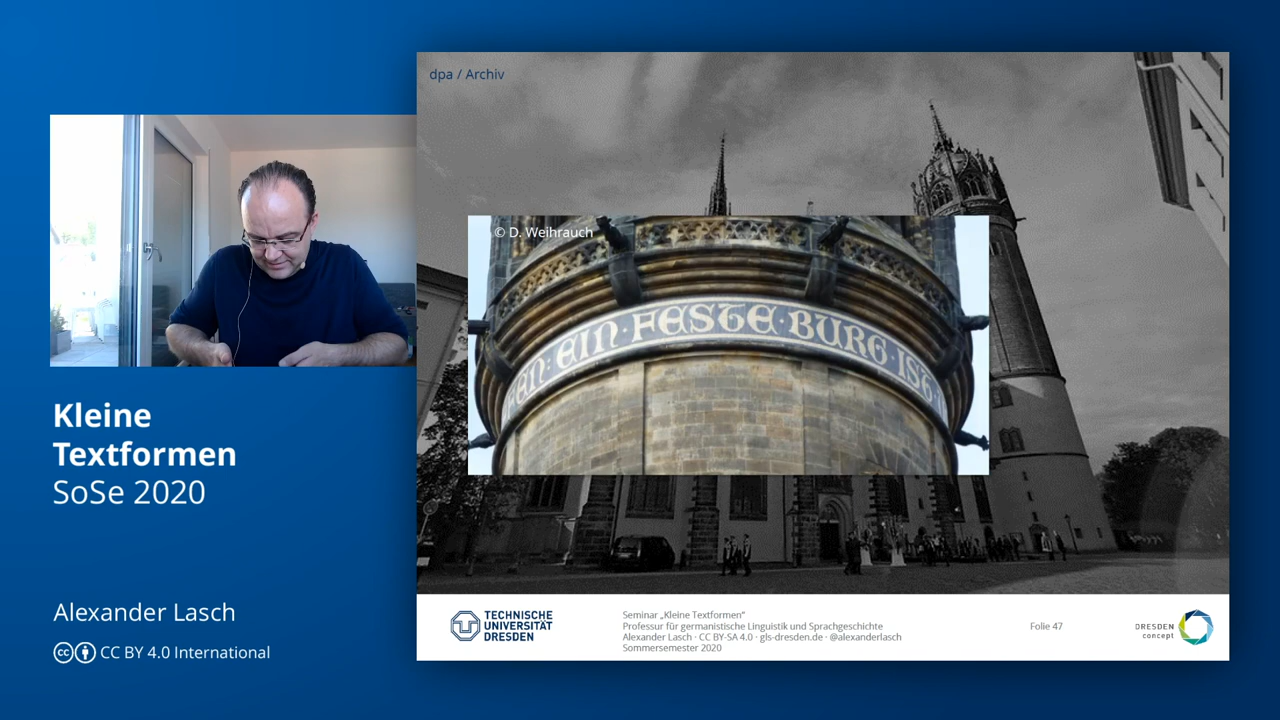 dpa / Archiv
© D. Weihrauch
EIN·FESTE·BURG·IST
Kleine
Textformen
SoSe 2020
Alexander Lasch
CC BY 4.0 International
TECHNISCHE
UNIVERSITÄT
DRESDEN
Seminar „Kleine Textformen“
Professur für germanistische Linguistik und Sprachgeschichte
Alexander Lasch · CC BY-SA 4.0 · gls-dresden.de · @alexanderlasch
Sommersemester 2020
Folie 47
DRESDEN
concept